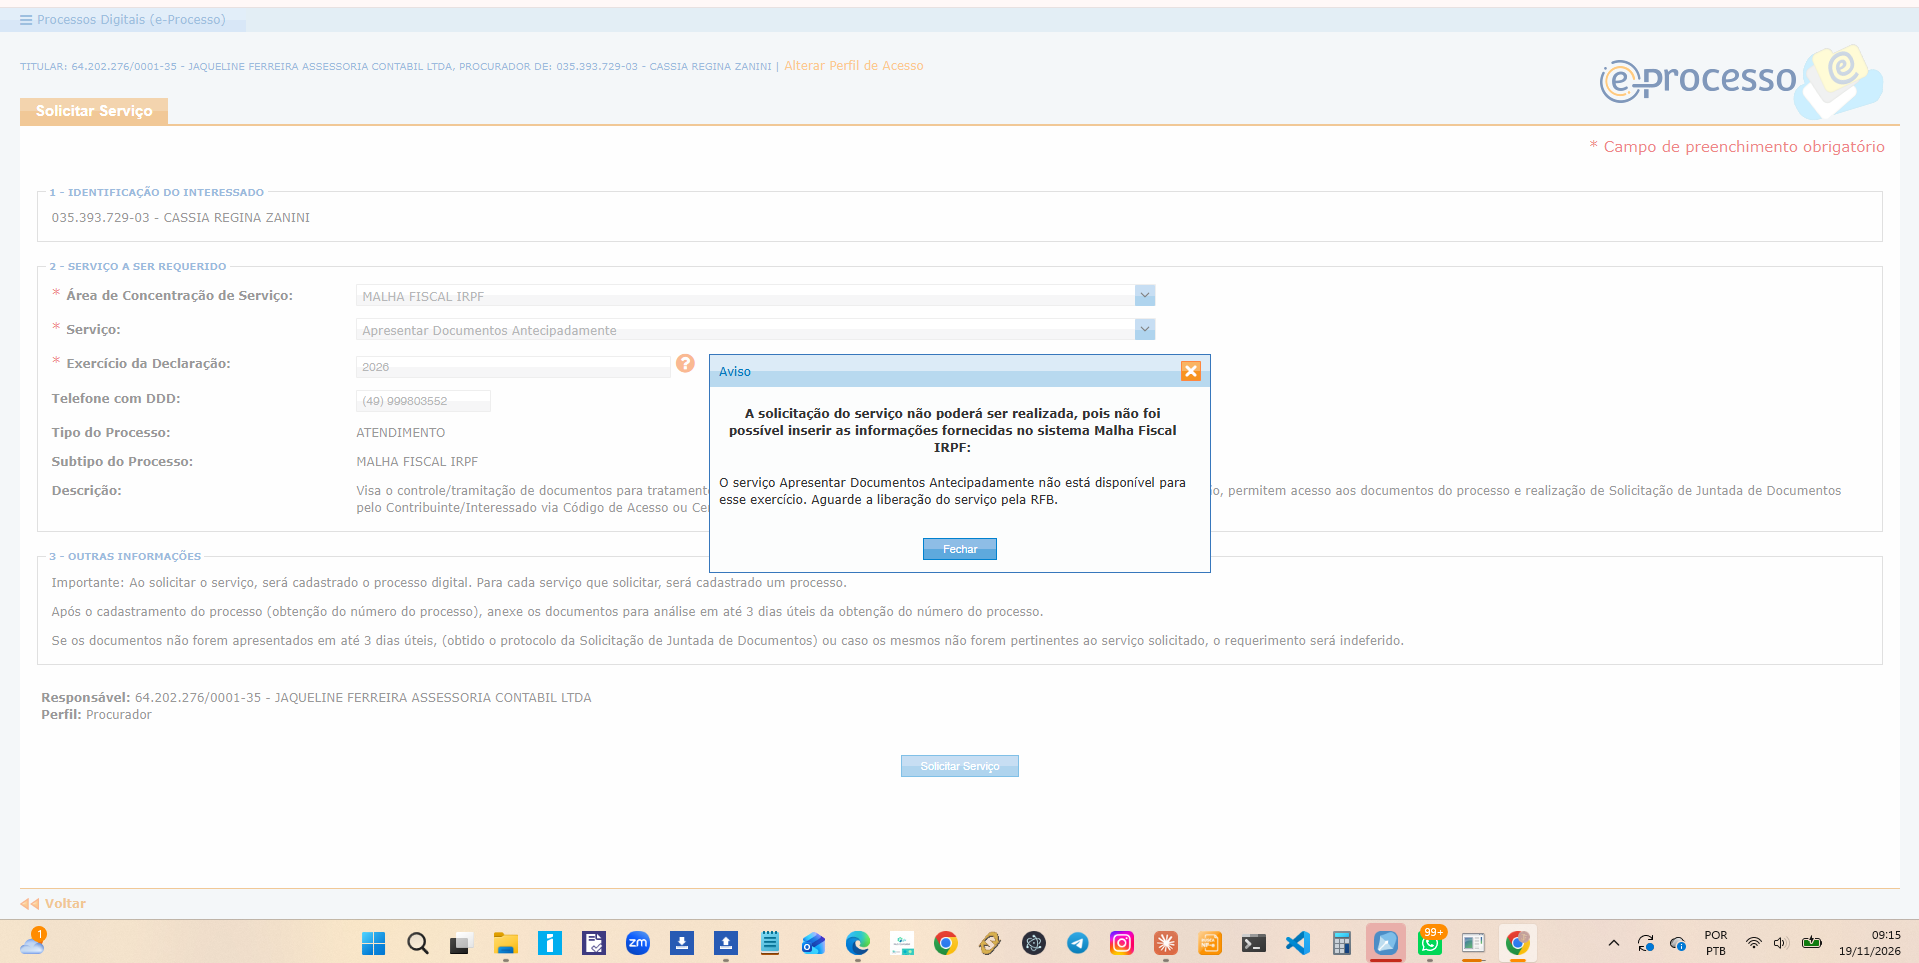 Processos Digitais (e-Processo)
TITULAR: 64.202.276/0001-35 - JAQUELINE FERREIRA ASSESSORIA CONTABIL LTDA, PROCURADOR DE: 035.393.729-03 - CASSIA REGINA ZANINI | Alterar Perfil de Acesso
e-processo
Solicitar Serviço
* Campo de preenchimento obrigatório
1 - IDENTIFICAÇÃO DO INTERESSADO
035.393.729-03 - CASSIA REGINA ZANINI
2 - SERVIÇO A SER REQUERIDO
* Área de Concentração de Serviço: MALHA FISCAL IRPF
* Serviço: Apresentar Documentos Antecipadamente
* Exercício da Declaração: 2026 ?
Telefone com DDD: (49) 999803552
Tipo do Processo: ATENDIMENTO
Subtipo do Processo: MALHA FISCAL IRPF
Descrição: Visa o controle/tramitação de documentos para tratament
o, permitem acesso aos documentos do processo e realização de Solicitação de Juntada de Documentos
pelo Contribuinte/Interessado via Código de Acesso ou Ce
Aviso
A solicitação do serviço não poderá ser realizada, pois não foi
possível inserir as informações fornecidas no sistema Malha Fiscal
IRPF:
O serviço Apresentar Documentos Antecipadamente não está disponível para
esse exercício. Aguarde a liberação do serviço pela RFB.
Fechar
3 - OUTRAS INFORMAÇÕES
Importante: Ao solicitar o serviço, será cadastrado o processo digital. Para cada serviço que solicitar, será cadastrado um processo.
Após o cadastramento do processo (obtenção do número do processo), anexe os documentos para análise em até 3 dias úteis da obtenção do número do processo.
Se os documentos não forem apresentados em até 3 dias úteis, (obtido o protocolo da Solicitação de Juntada de Documentos) ou caso os mesmos não forem pertinentes ao serviço solicitado, o requerimento será indeferido.
Responsável: 64.202.276/0001-35 - JAQUELINE FERREIRA ASSESSORIA CONTABIL LTDA
Perfil: Procurador
Solicitar Serviço
Voltar
1
zm
99+
POR
PTB
09:15
19/11/2026